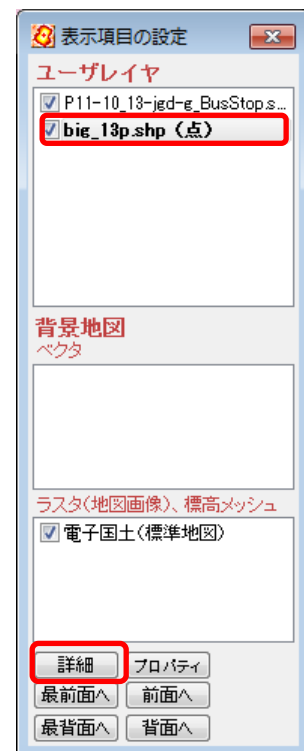 表示項目の設定
ユーザレイヤ
P11-10_13-jgd-g_BusStop.s...
big_13p.shp（点）
背景地図
ベクタ
ラスタ(地図画像)、標高メッシュ
電子国土(標準地図)
詳細 プロパティ
最前面へ 前面へ
最背面へ 背面へ